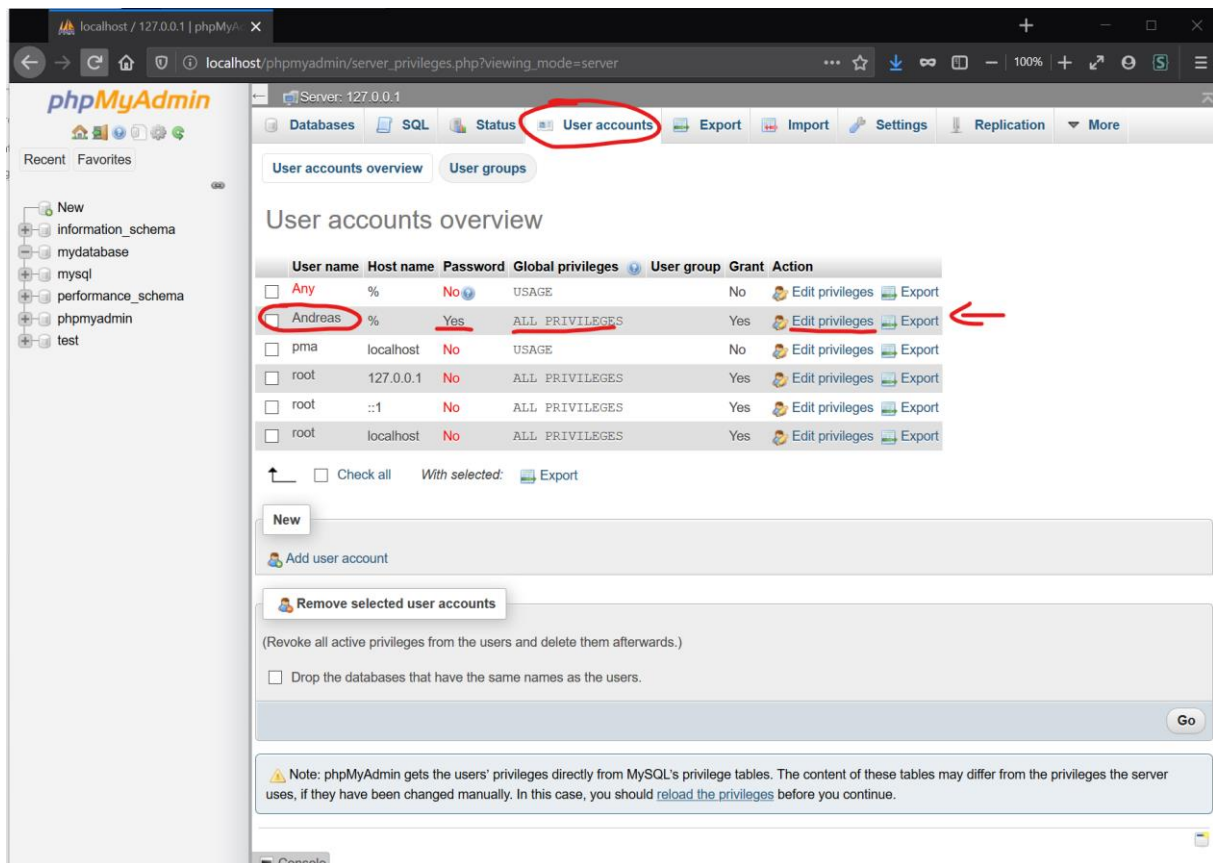 localhost / 127.0.0.1 | phpMyA
localhost/phpmyadmin/server_privileges.php?viewing_mode=server
100%
S
phpMyAdmin
Recent Favorites
New
information_schema
mydatabase
mysql
performance_schema
phpmyadmin
test
Server: 127.0.0.1
Databases SQL Status User accounts Export Import Settings Replication More
User accounts overview User groups
User accounts overview
User name Host name Password Global privileges User group Grant Action
Any % No USAGE No Edit privileges Export
Andreas % Yes ALL PRIVILEGES Yes Edit privileges Export
pma localhost No USAGE No Edit privileges Export
root 127.0.0.1 No ALL PRIVILEGES Yes Edit privileges Export
root ::1 No ALL PRIVILEGES Yes Edit privileges Export
root localhost No ALL PRIVILEGES Yes Edit privileges Export
Check all With selected: Export
New
Add user account
Remove selected user accounts
(Revoke all active privileges from the users and delete them afterwards.)
Drop the databases that have the same names as the users.
Go
Note: phpMyAdmin gets the users' privileges directly from MySQL's privilege tables. The content of these tables may differ from the privileges the server
uses, if they have been changed manually. In this case, you should reload the privileges before you continue.
Console